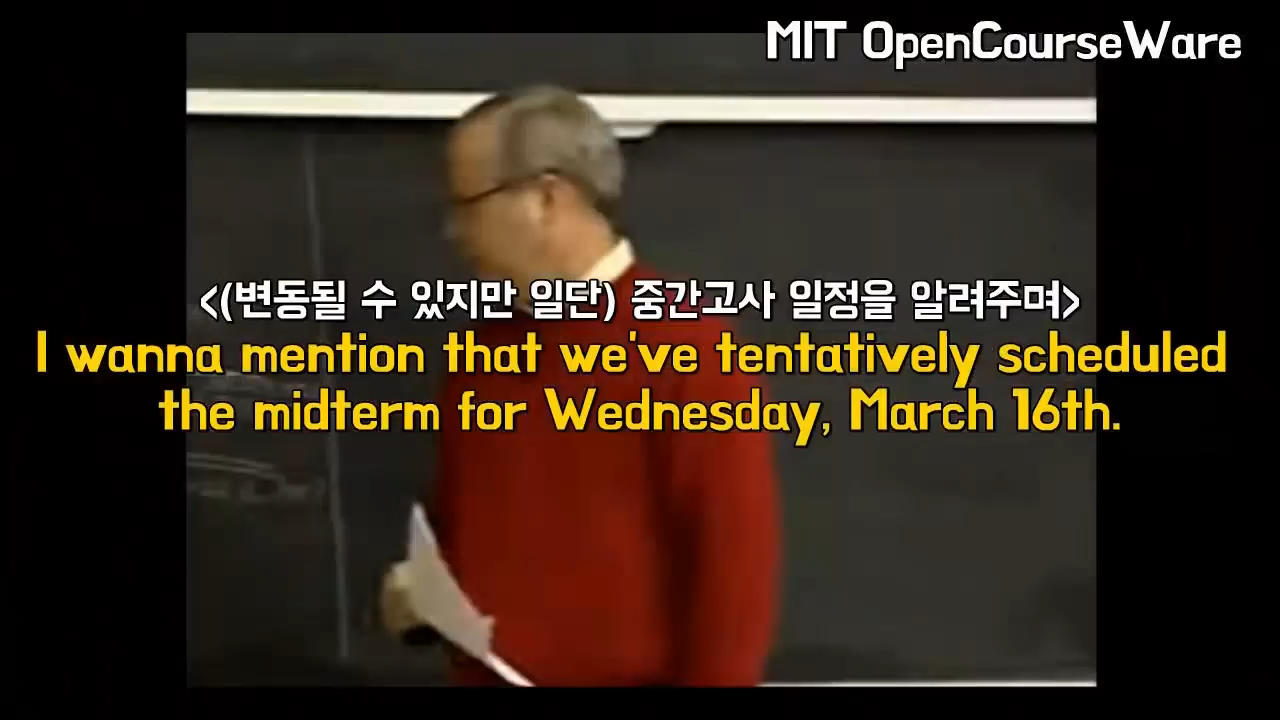 MIT OpenCourseWare
<(변동될 수 있지만 일단) 중간고사 일정을 알려주며>
I wanna mention that we've tentatively scheduled
the midterm for Wednesday, March 16th.